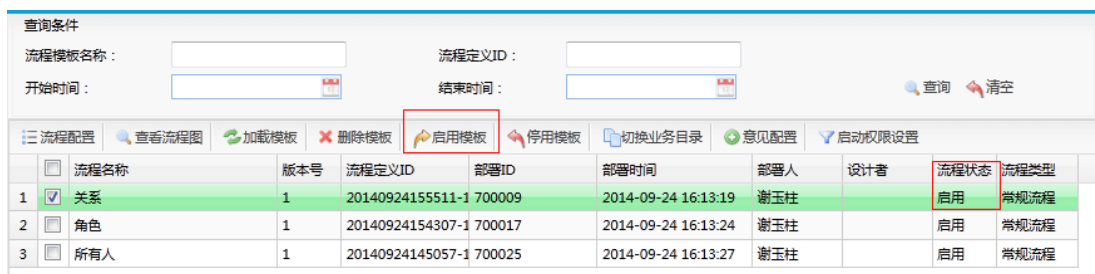 查询条件
流程模板名称： 流程定义ID：
开始时间： 结束时间： 查询 清空
流程配置 查看流程图 加载模板 删除模板 启用模板 停用模板 切换业务目录 意见配置 启动权限设置
流程名称 版本号 流程定义ID 部署ID 部署时间 部署人 设计者 流程状态 流程类型
1 关系 1 20140924155511-1 700009 2014-09-24 16:13:19 谢玉柱 启用 常规流程
2 角色 1 20140924154307-1 700017 2014-09-24 16:13:24 谢玉柱 启用 常规流程
3 所有人 1 20140924145057-1 700025 2014-09-24 16:13:27 谢玉柱 启用 常规流程